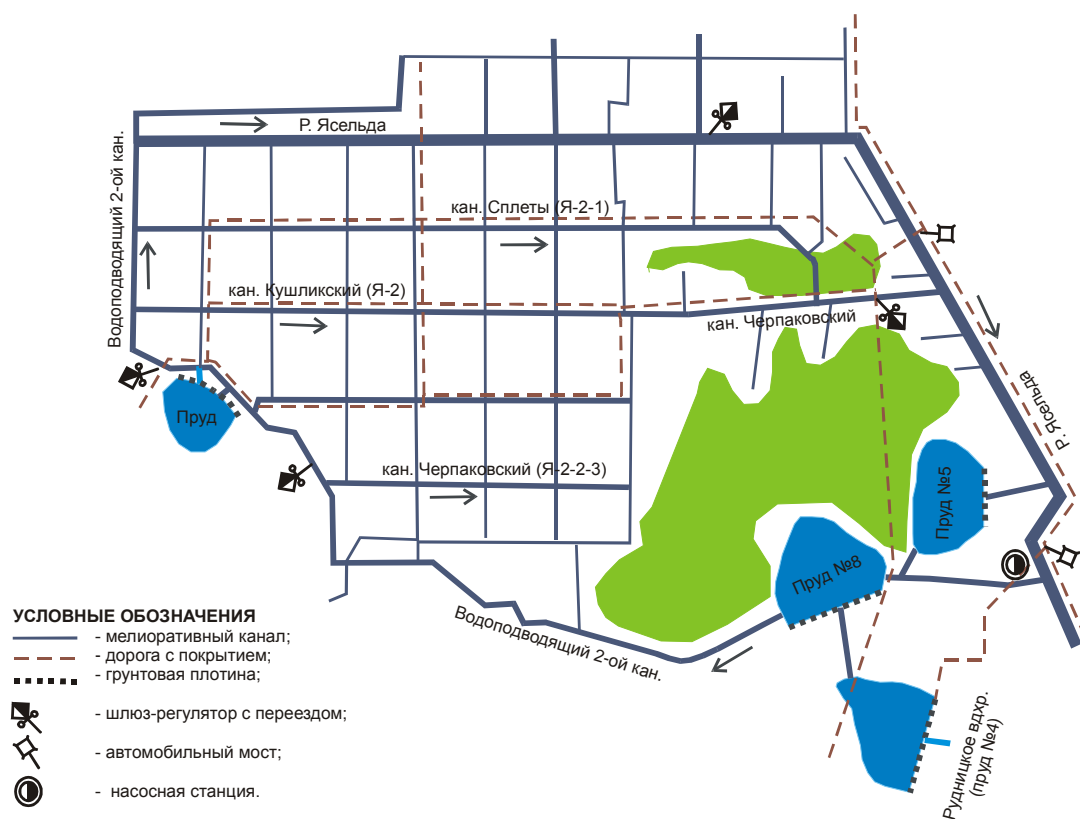 Р. Ясельда
Водоподводящий 2-ой кан.
кан. Сплеты (Я-2-1)
кан. Кушликский (Я-2)
кан. Черпаковский
Р. Ясельда
Пруд
кан. Черпаковский (Я-2-2-3)
Пруд №5
Пруд №8
Водоподводящий 2-ой кан.
Рудницкое вдхр.
(пруд №4)
УСЛОВНЫЕ ОБОЗНАЧЕНИЯ
- мелиоративный канал;
- дорога с покрытием;
- грунтовая плотина;
- шлюз-регулятор с переездом;
- автомобильный мост;
- насосная станция.